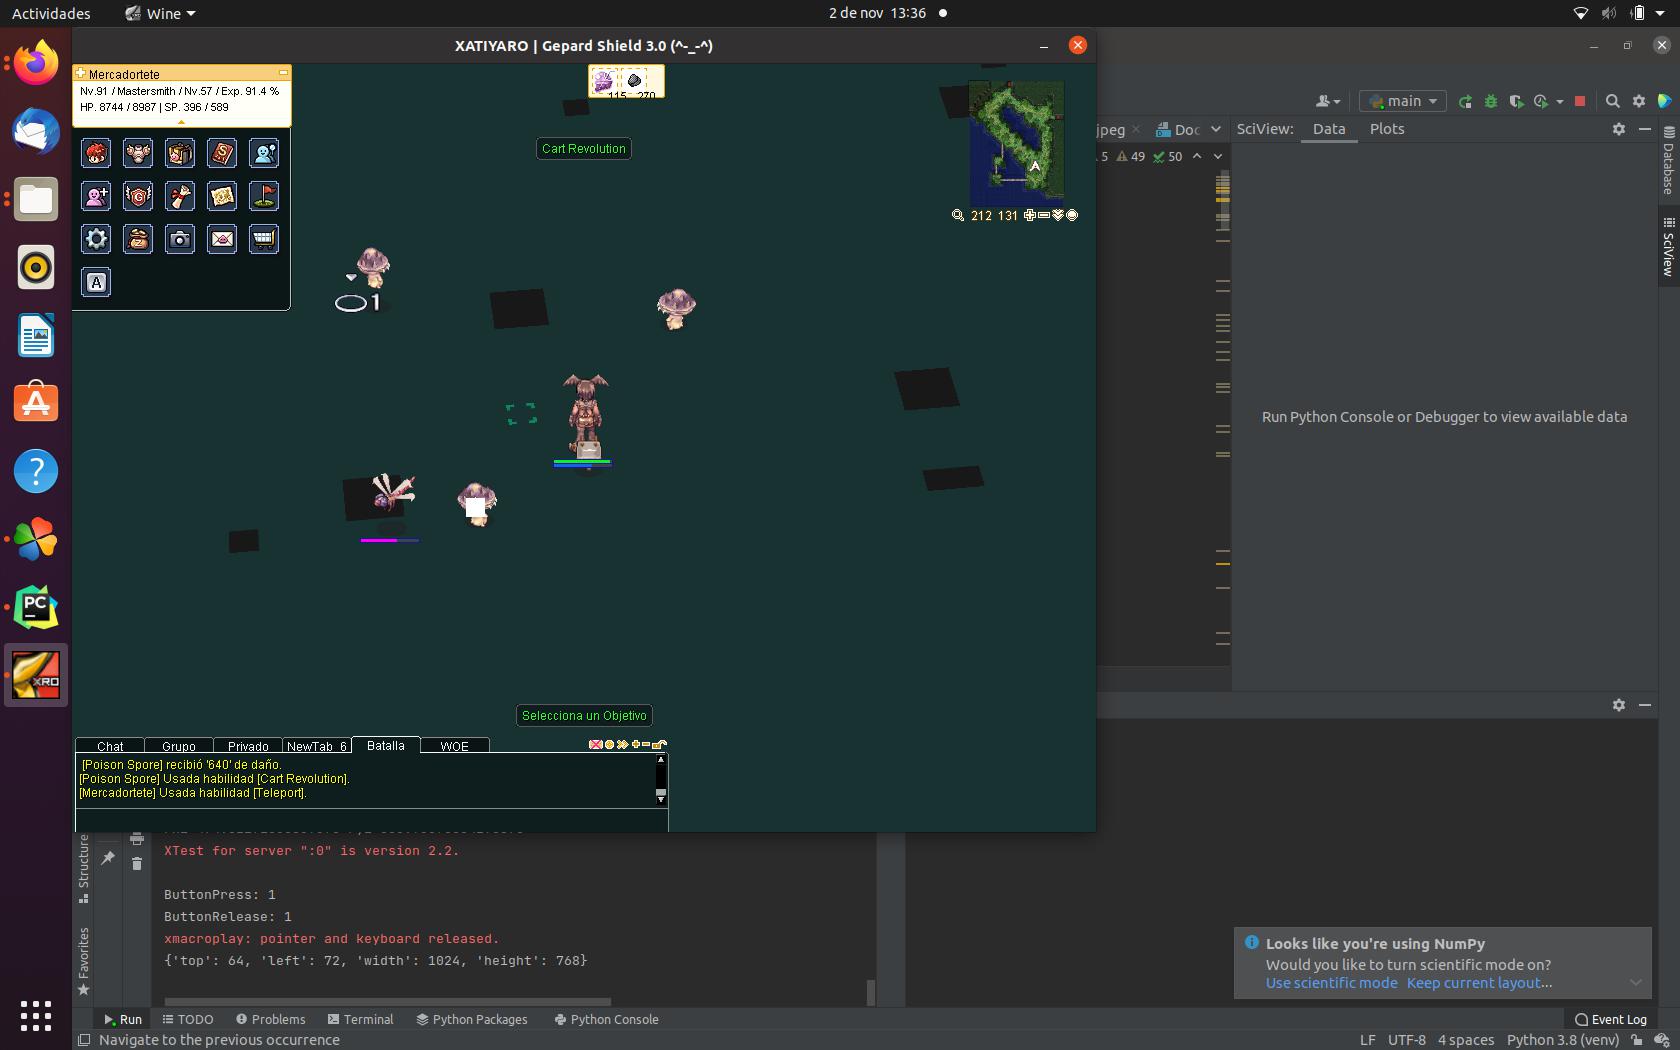 Actividades
Wine
2 de nov 13:36
XATIYARO | Gepard Shield 3.0 (^-_-^)
Mercadortete
Nv.91 / Mastersmith / Nv.57 / Exp. 91.4 %
HP. 8744 / 8987 | SP. 396 / 589
115 270
Cart Revolution
212 131
A
1
Selecciona un Objetivo
Chat Grupo Privado NewTab 6 Batalla WOE
[Poison Spore] recibió '640' de daño.
[Poison Spore] Usada habilidad [Cart Revolution].
[Mercadortete] Usada habilidad [Teleport].
main
jpeg
Doc
SciView: Data Plots
5 49 50
Database
SciView
Run Python Console or Debugger to view available data
XRO
PC
Structure
Favorites
XTest for server ":0" is version 2.2.
ButtonPress: 1
ButtonRelease: 1
xmacroplay: pointer and keyboard released.
{'top': 64, 'left': 72, 'width': 1024, 'height': 768}
Looks like you're using NumPy
Would you like to turn scientific mode on?
Use scientific mode Keep current layout...
Run TODO Problems Terminal Python Packages Python Console Event Log
Navigate to the previous occurrence
LF UTF-8 4 spaces Python 3.8 (venv)